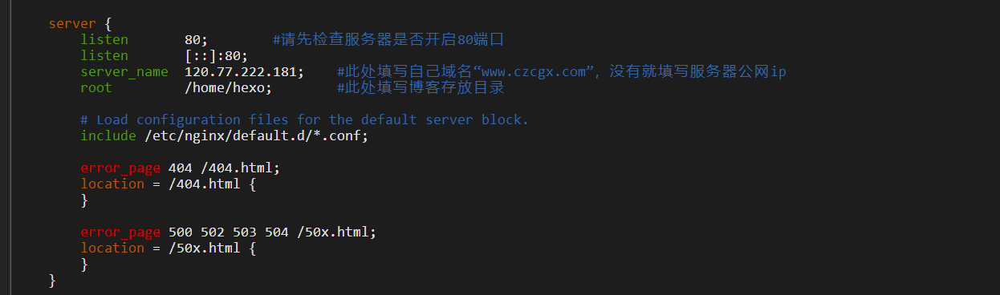 server {
listen 80; #请先检查服务器是否开启80端口
listen [::]:80;
server_name 120.77.222.181; #此处填写自己域名“www.czcgx.com”，没有就填写服务器公网ip
root /home/hexo; #此处填写博客存放目录
# Load configuration files for the default server block.
include /etc/nginx/default.d/*.conf;
error_page 404 /404.html;
location = /404.html {
}
error_page 500 502 503 504 /50x.html;
location = /50x.html {
}
}